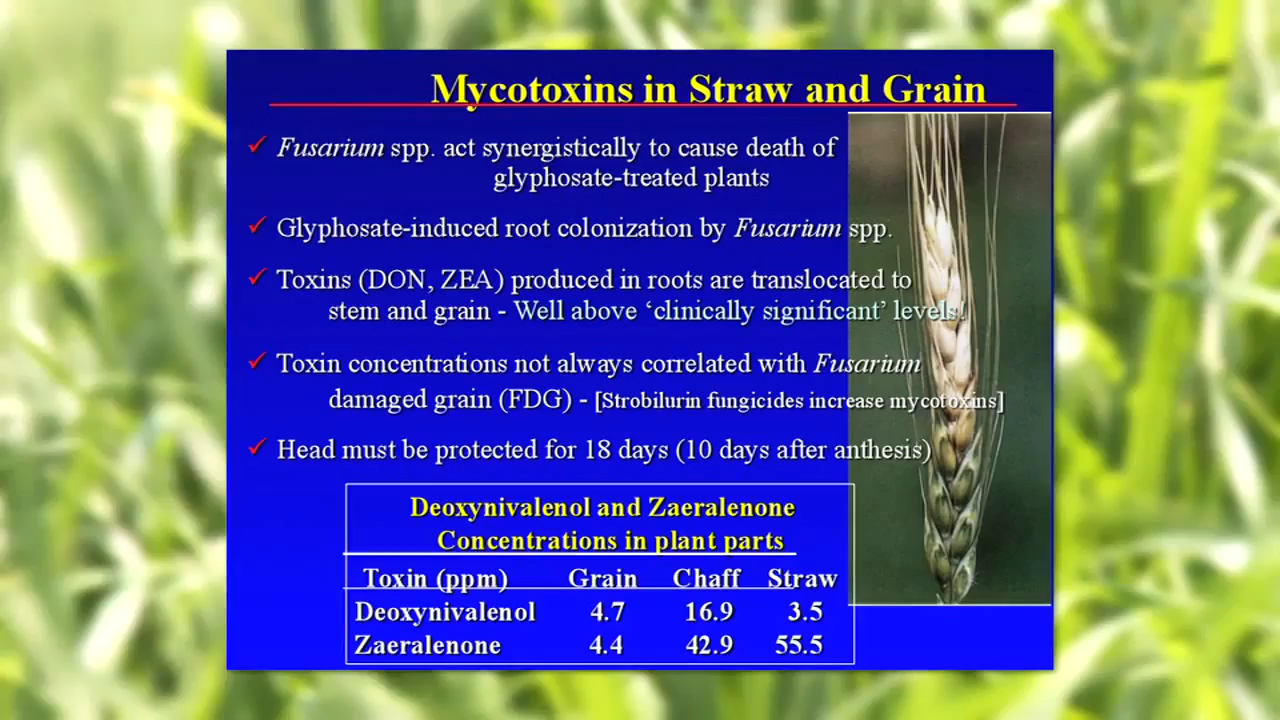 Mycotoxins in Straw and Grain
✓ Fusarium spp. act synergistically to cause death of
glyphosate-treated plants
✓ Glyphosate-induced root colonization by Fusarium spp.
✓ Toxins (DON, ZEA) produced in roots are translocated to
stem and grain - Well above ‘clinically significant’ levels!
✓ Toxin concentrations not always correlated with Fusarium
damaged grain (FDG) - [Strobilurin fungicides increase mycotoxins]
✓ Head must be protected for 18 days (10 days after anthesis)
Deoxynivalenol and Zaeralenone
Concentrations in plant parts
Toxin (ppm) Grain Chaff Straw
Deoxynivalenol 4.7 16.9 3.5
Zaeralenone 4.4 42.9 55.5